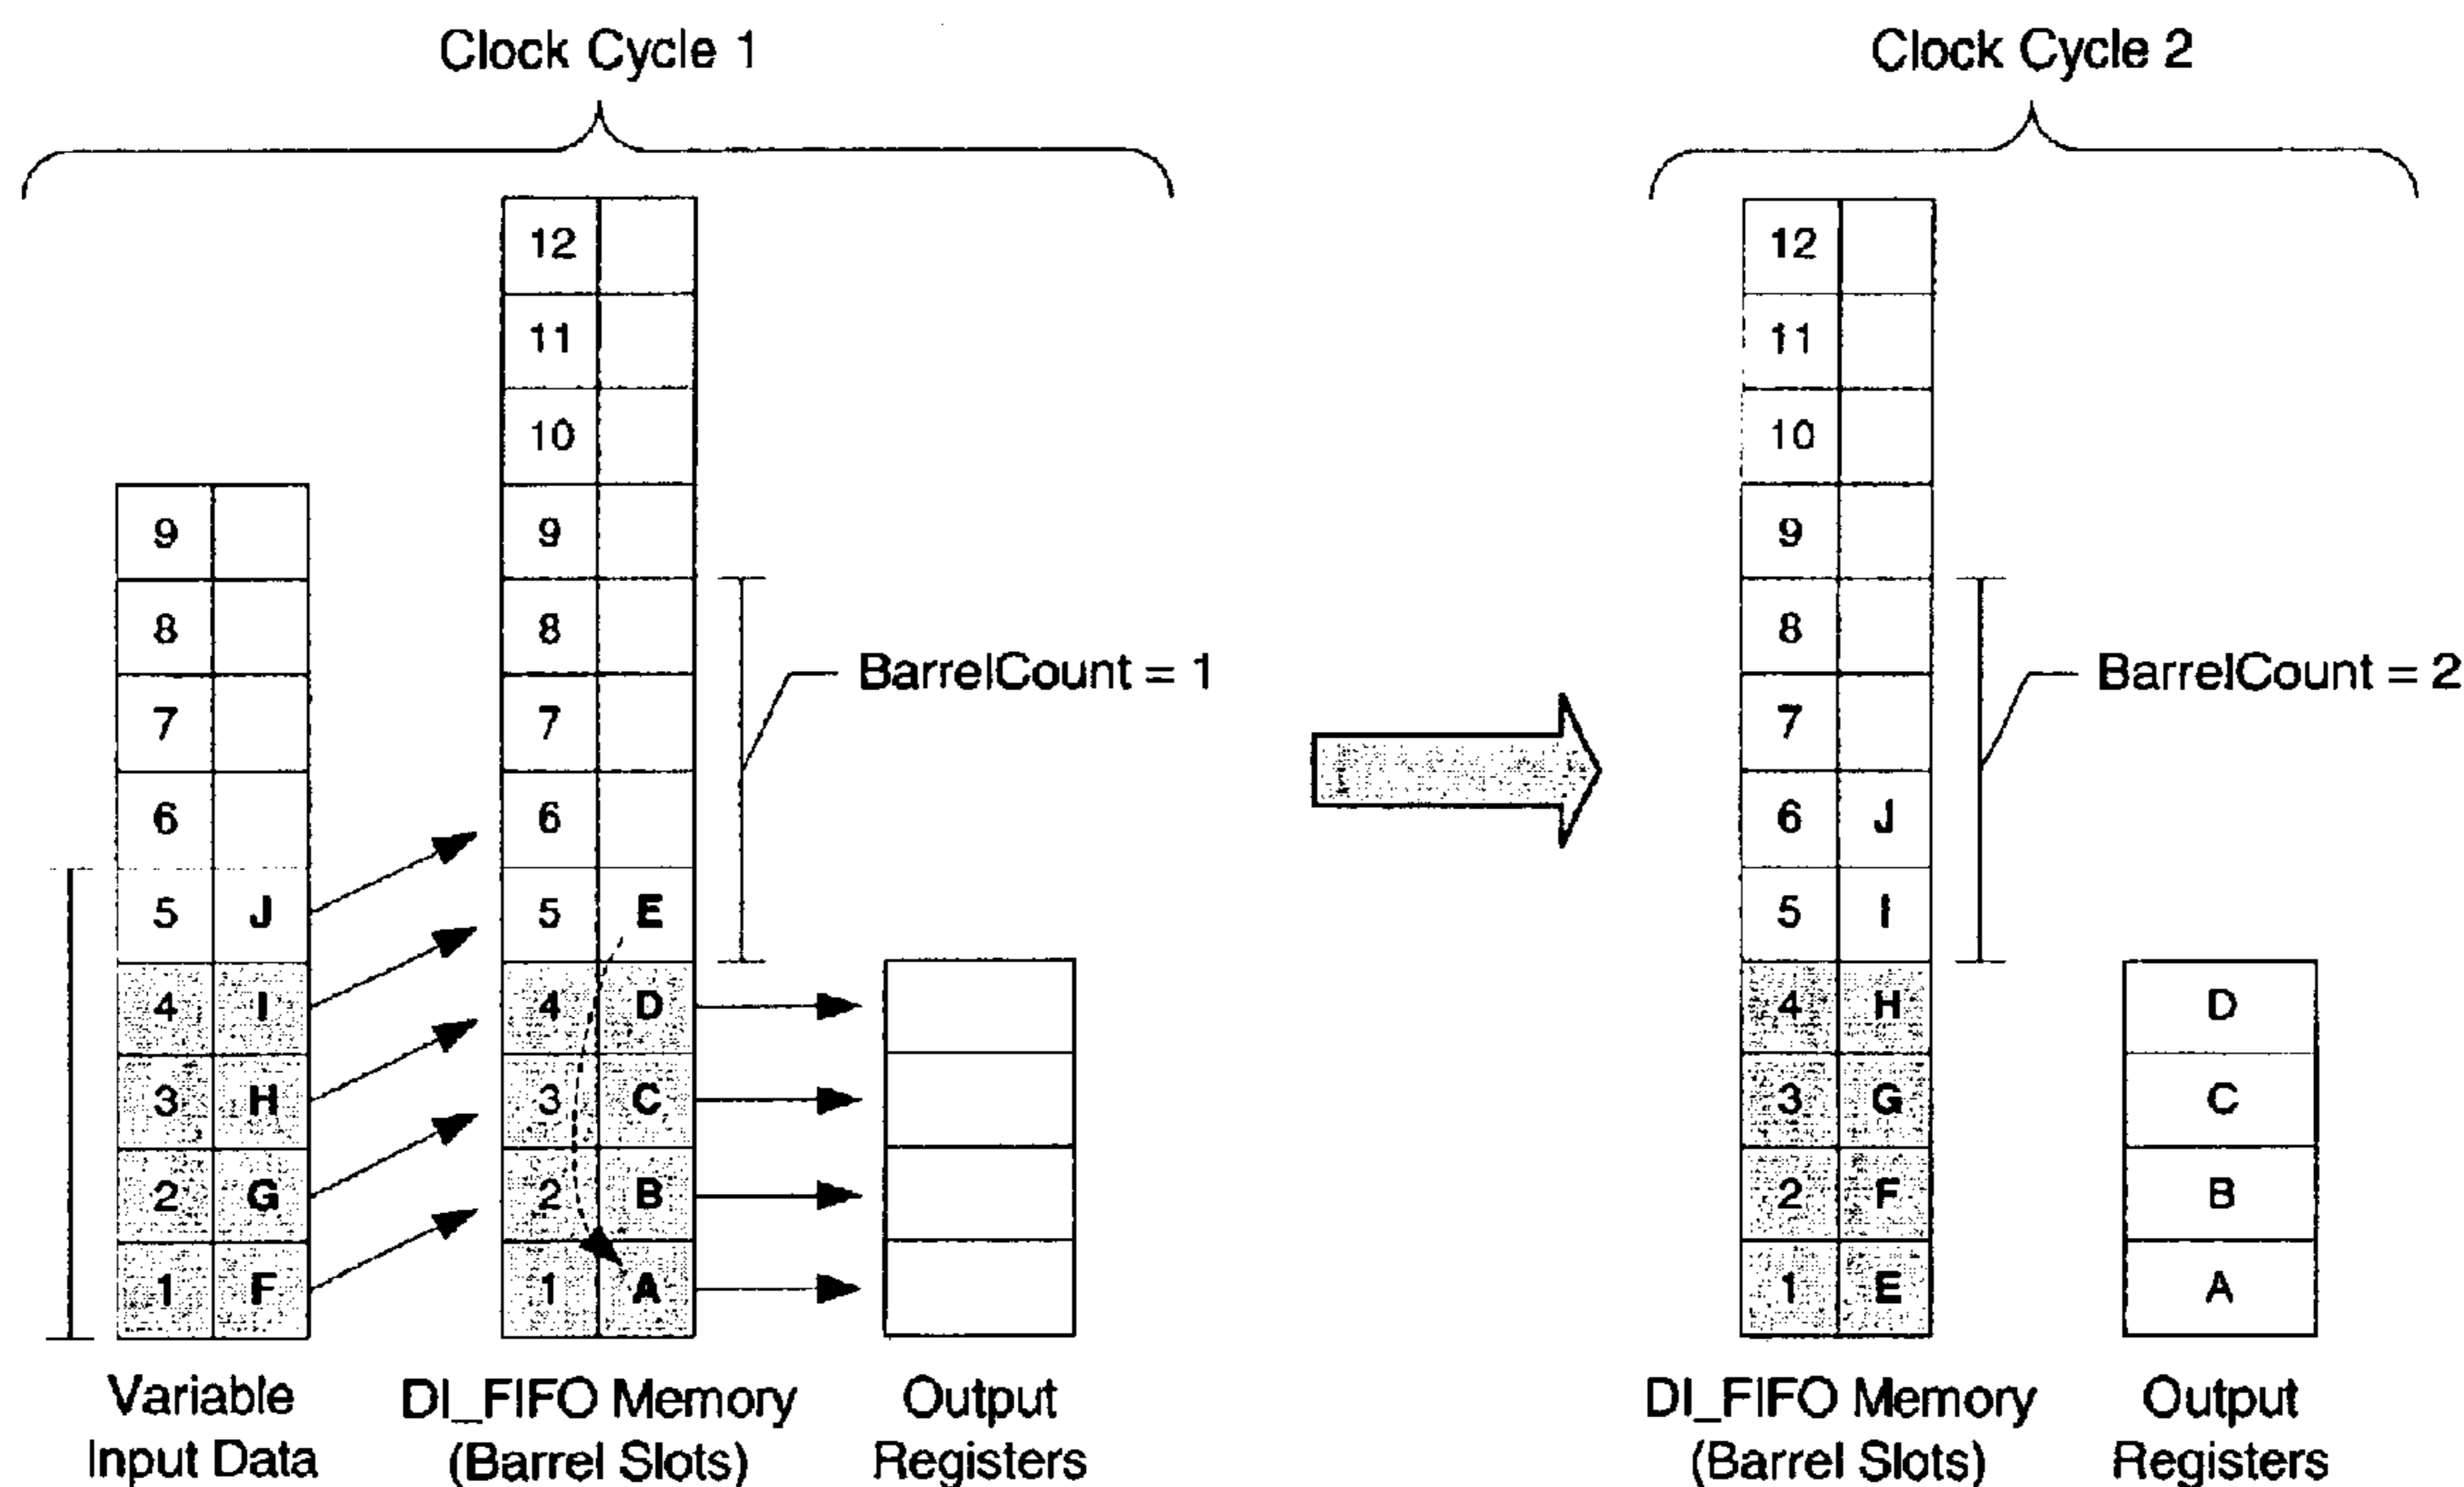 Clock Cycle 1
Clock Cycle 2
9
8
7
6
5 J
4 I
3 H
2 G
1 F
Variable
Input Data
12
11
10
9
8
7
6
5 E
4 D
3 C
2 B
1 A
DI_FIFO Memory
(Barrel Slots)
BarrelCount = 1
Output
Registers
12
11
10
9
8
7
6 J
5 I
4 H
3 G
2 F
1 E
DI_FIFO Memory
(Barrel Slots)
BarrelCount = 2
D
C
B
A
Output
Registers